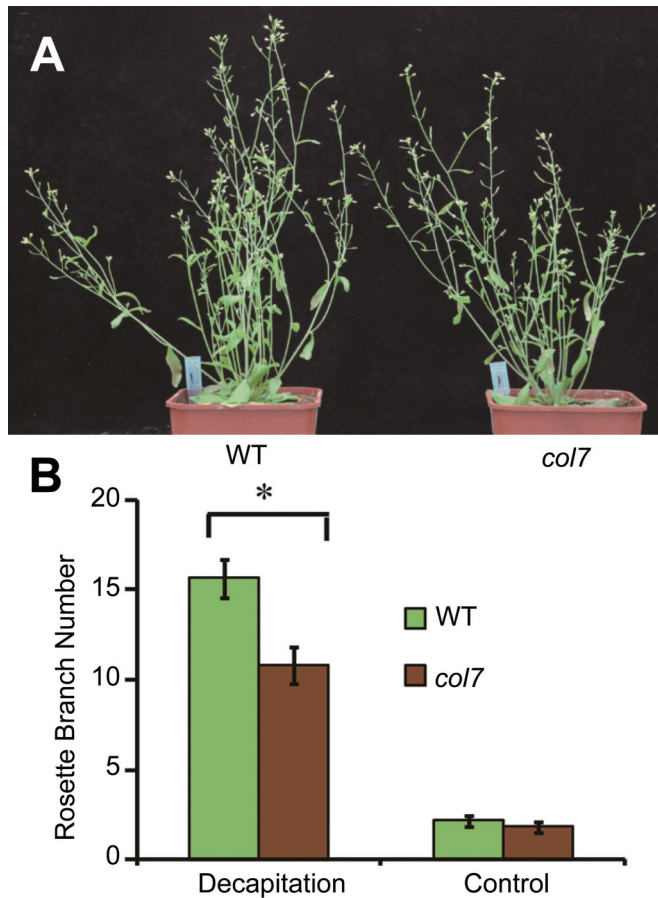 A
WT
col7
B
20
*
15
WT
col7
10
5
0
Rosette Branch Number
Decapitation
Control